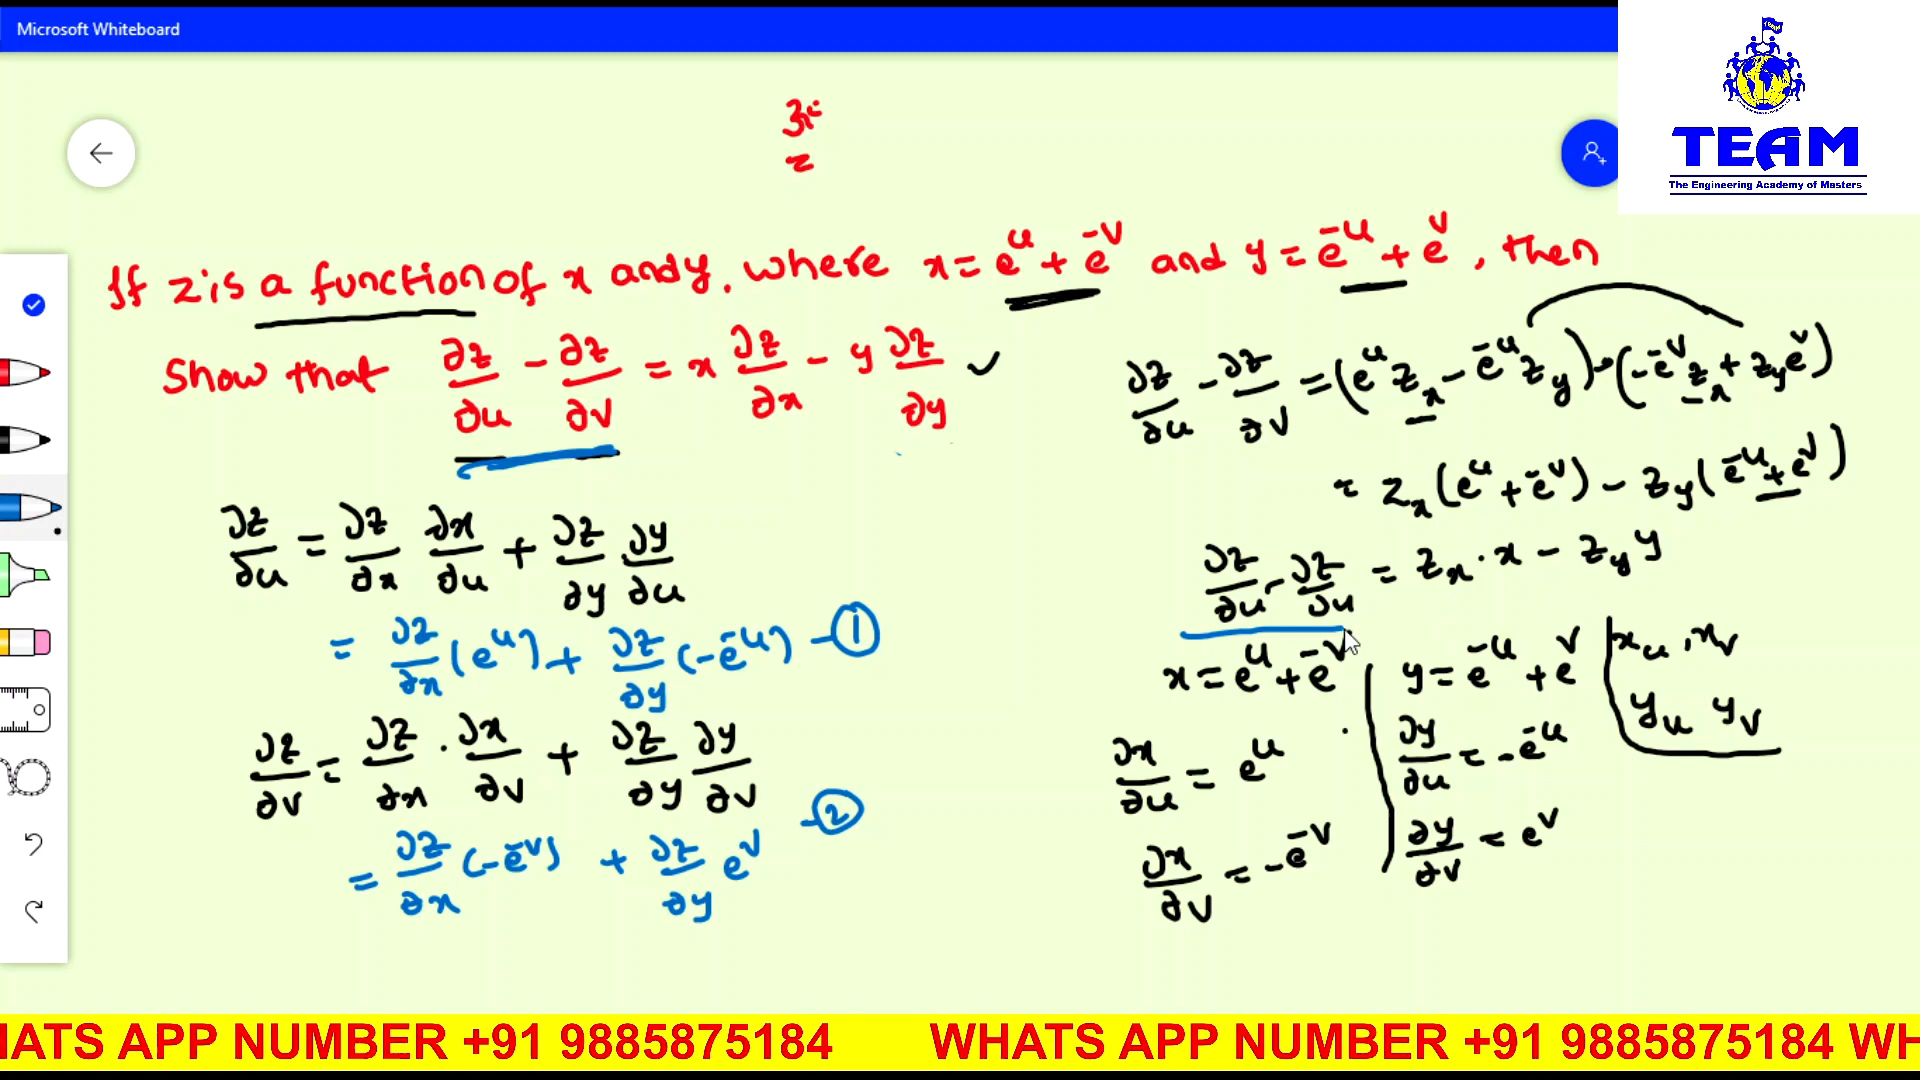 Microsoft Whiteboard
TEAM
The Engineering Academy of Masters
If z is a function of x and y. where x = e^u + e^-v and y = e^-u + e^v, then
Show that ∂z/∂u - ∂z/∂v = x ∂z/∂x - y ∂z/∂y ✓
∂z/∂u = ∂z/∂x ∂x/∂u + ∂z/∂y ∂y/∂u
= ∂z/∂x (e^u) + ∂z/∂y (-e^-u) - ①
∂z/∂v = ∂z/∂x · ∂x/∂v + ∂z/∂y ∂y/∂v
= ∂z/∂x (-e^-v) + ∂z/∂y e^v - ②
∂z/∂u - ∂z/∂v = (e^u z_x - e^-u z_y) - (-e^-v z_x + z_y e^v)
= z_x (e^u + e^-v) - z_y (e^-u + e^v)
∂z/∂u - ∂z/∂u = z_x · x - z_y y
x = e^u + e^-v
∂x/∂u = e^u
∂x/∂v = -e^-v
y = e^-u + e^v
∂y/∂u = -e^-u
∂y/∂v = e^v
x_u, x_v
y_u y_v
HATS APP NUMBER +91 9885875184 WHATS APP NUMBER +91 9885875184 WH